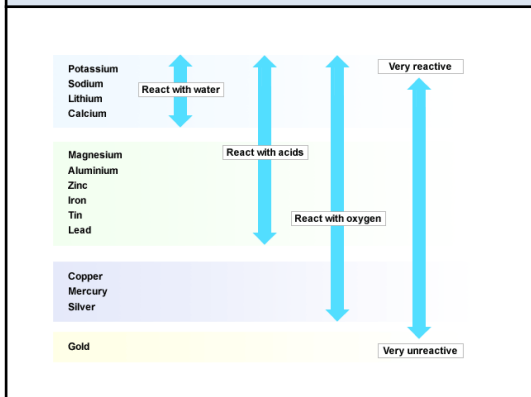 Potassium
Sodium
Lithium
Calcium
React with water
Very reactive
Magnesium
Aluminium
Zinc
Iron
Tin
Lead
React with acids
React with oxygen
Copper
Mercury
Silver
Gold
Very unreactive